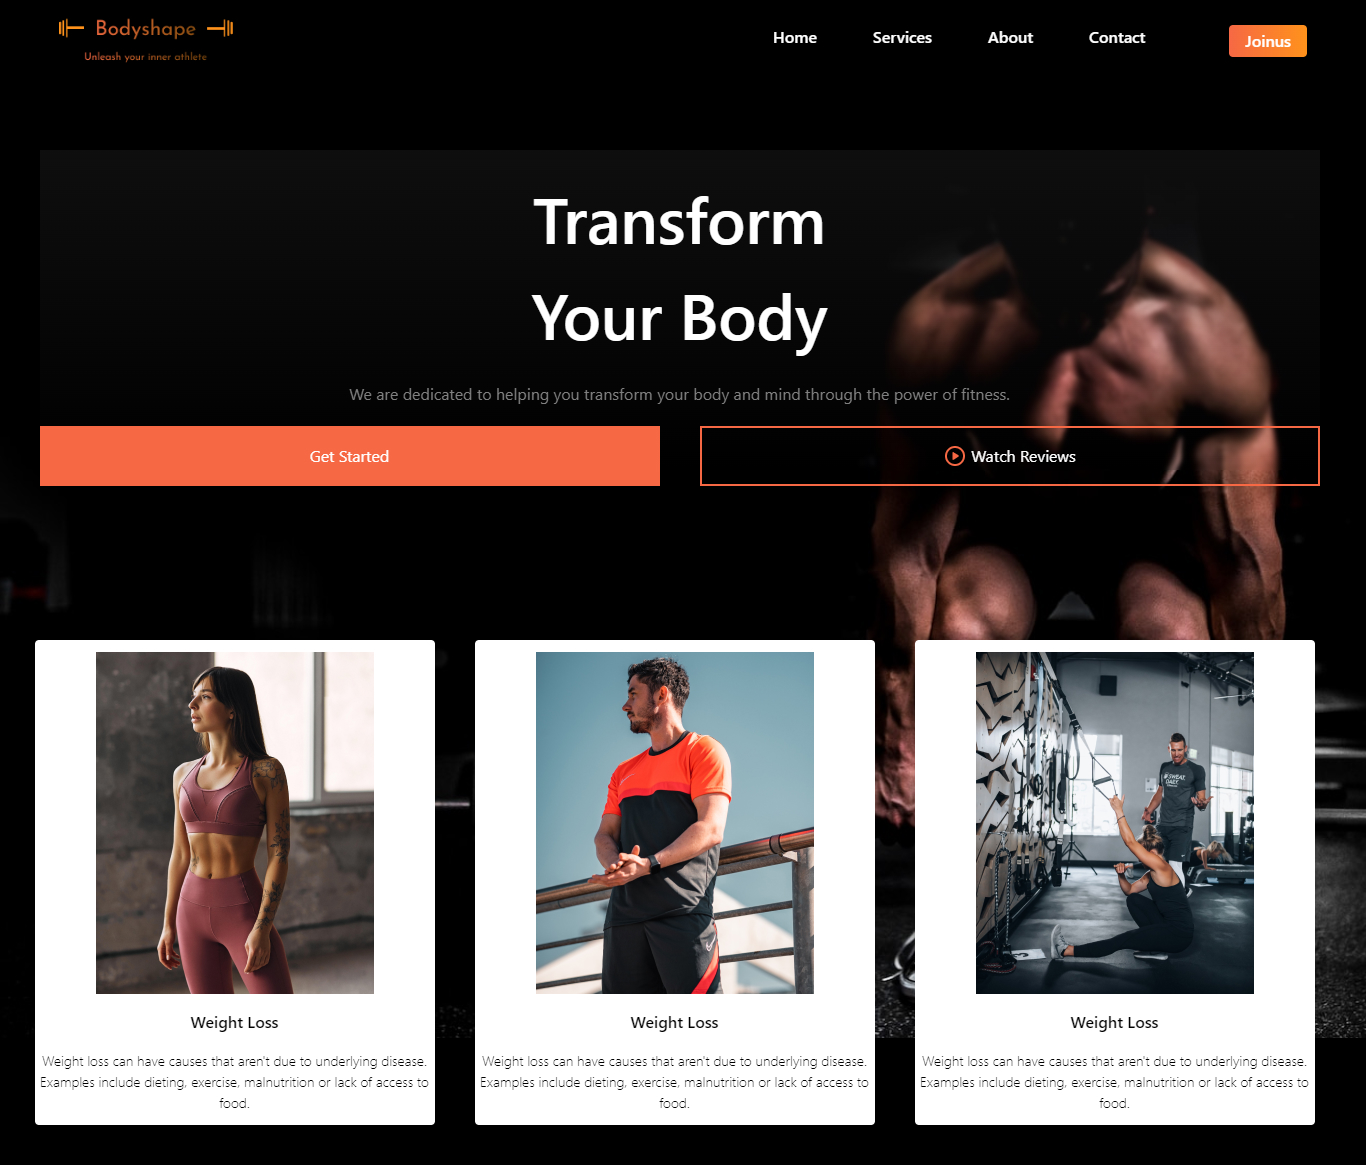 Bodyshape
Unleash your inner athlete
Home Services About Contact Joinus
Transform
Your Body
We are dedicated to helping you transform your body and mind through the power of fitness.
Get Started
Watch Reviews
SWEAT
DAILY
Weight Loss
Weight loss can have causes that aren't due to underlying disease.
Examples include dieting, exercise, malnutrition or lack of access to
food.
Weight Loss
Weight loss can have causes that aren't due to underlying disease.
Examples include dieting, exercise, malnutrition or lack of access to
food.
Weight Loss
Weight loss can have causes that aren't due to underlying disease.
Examples include dieting, exercise, malnutrition or lack of access to
food.